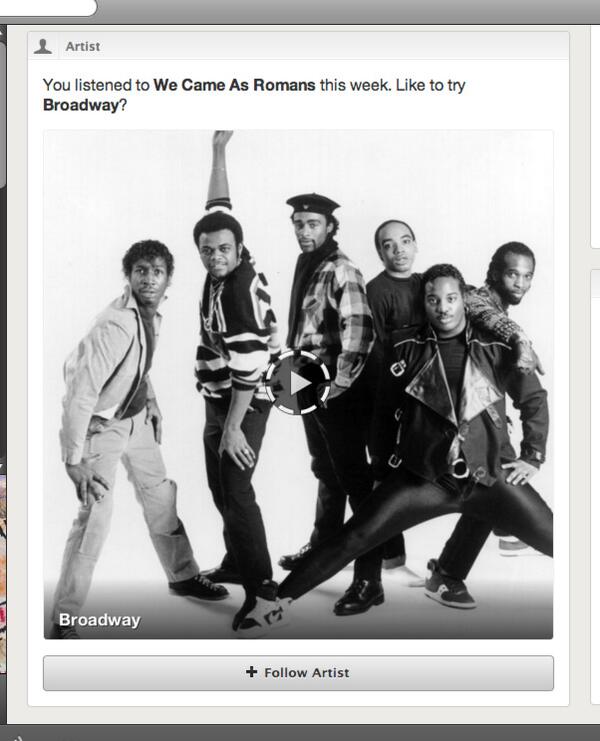 Artist
You listened to We Came As Romans this week. Like to try
Broadway?
Broadway
+ Follow Artist